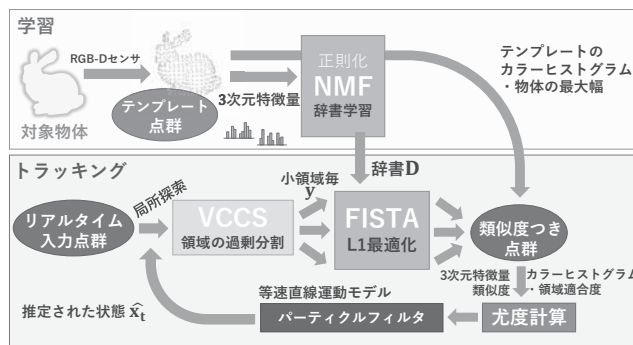 学習
RGB-Dセンサ
対象物体
テンプレート
点群
3次元特徴量
正則化
NMF
辞書学習
テンプレートの
カラーヒストグラム
・物体の最大幅
トラッキング
辞書D
リアルタイム
入力点群
局所探索
VCCS
領域の過剰分割
小領域毎
y
FISTA
L1最適化
類似度つき
点群
3次元特徴量
類似度
カラーヒストグラム
・領域適合度
尤度計算
等速直線運動モデル
パーティクルフィルタ
推定された状態 x̂t